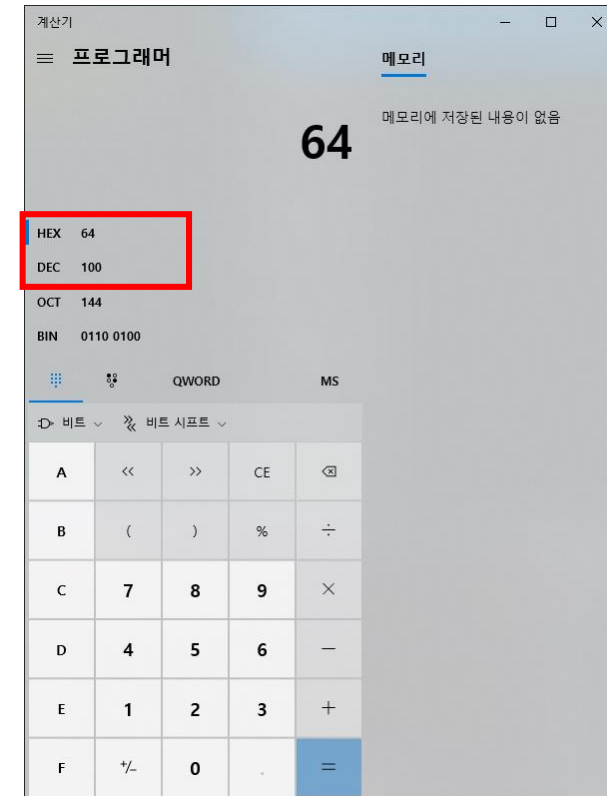 계산기
프로그래머
메모리
메모리에 저장된 내용이 없음
64
HEX 64
DEC 100
OCT 144
BIN 0110 0100
QWORD MS
비트 비트 시프트
A << >> CE
B ( ) % ÷
C 7 8 9 ×
D 4 5 6 −
E 1 2 3 +
F +/− 0 . =